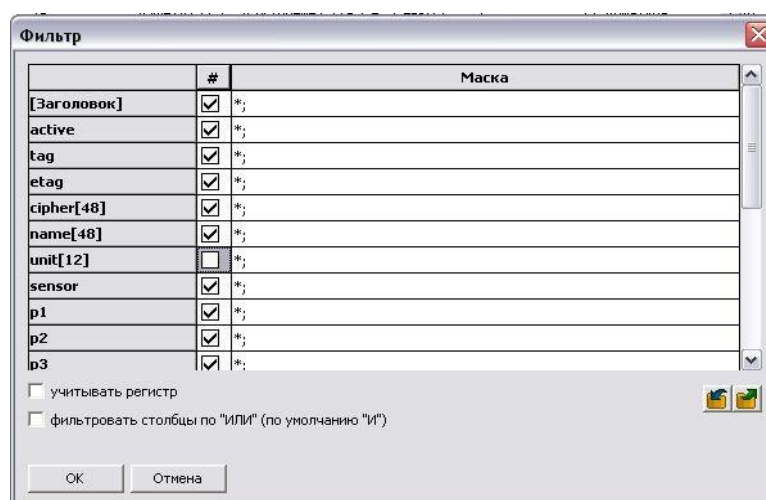 Фильтр
# Маска
[Заголовок] *;
active *;
tag *;
etag *;
cipher[48] *;
name[48] *;
unit[12] *;
sensor *;
p1 *;
p2 *;
p3 *;
учитывать регистр
фильтровать столбцы по "ИЛИ" (по умолчанию "И")
OK Отмена